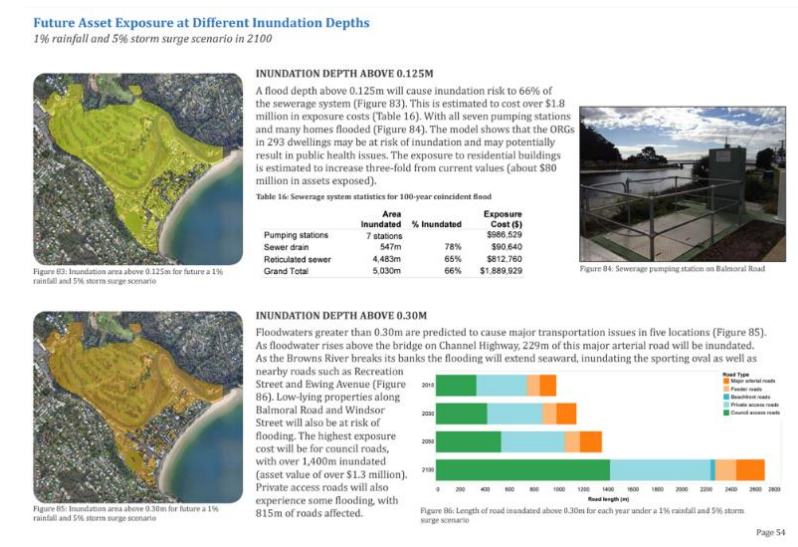 Future Asset Exposure at Different Inundation Depths
1% rainfall and 5% storm surge scenario in 2100
INUNDATION DEPTH ABOVE 0.125M
A flood depth above 0.125m will cause inundation risk to 66% of
the sewerage system (Figure 83). This is estimated to cost over $1.8
million in exposure costs (Table 16). With all seven pumping stations
and many homes flooded (Figure 84). The model shows that the ORGs
in 293 dwellings may be at risk of inundation and may potentially
result in public health issues. The exposure to residential buildings
is estimated to increase three-fold from current values (about $80
million in assets exposed).
Table 16: Sewerage system statistics for 100-year coincident flood
Area Inundated % Inundated Exposure Cost ($)
Pumping stations 7 stations $986,529
Sewer drain 547m 78% $90,640
Reticulated sewer 4,483m 65% $812,760
Grand Total 5,030m 66% $1,889,929
Figure 83: Inundation area above 0.125m for future a 1%
rainfall and 5% storm surge scenario
Figure 84: Sewerage pumping station on Balmoral Road
INUNDATION DEPTH ABOVE 0.30M
Floodwaters greater than 0.30m are predicted to cause major transportation issues in five locations (Figure 85).
As floodwater rises above the bridge on Channel Highway, 229m of this major arterial road will be inundated.
As the Browns River breaks its banks the flooding will extend seaward, inundating the sporting oval as well as
nearby roads such as Recreation
Street and Ewing Avenue (Figure
86). Low-lying properties along
Balmoral Road and Windsor
Street will also be at risk of
flooding. The highest exposure
cost will be for council roads,
with over 1,400m inundated
(asset value of over $1.3 million).
Private access roads will also
experience some flooding, with
815m of roads affected.
Road Type
Major arterial roads
Feeder roads
Beachfront roads
Private access roads
Council access roads
2010
2030
2050
2100
0 200 400 600 800 1000 1200 1400 1600 1800 2000 2200 2400 2600 2800
Road length (m)
Figure 85: Inundation area above 0.30m for future a 1%
rainfall and 5% storm surge scenario
Figure 86: Length of road inundated above 0.30m for each year under a 1% rainfall and 5% storm
surge scenario
Page 54